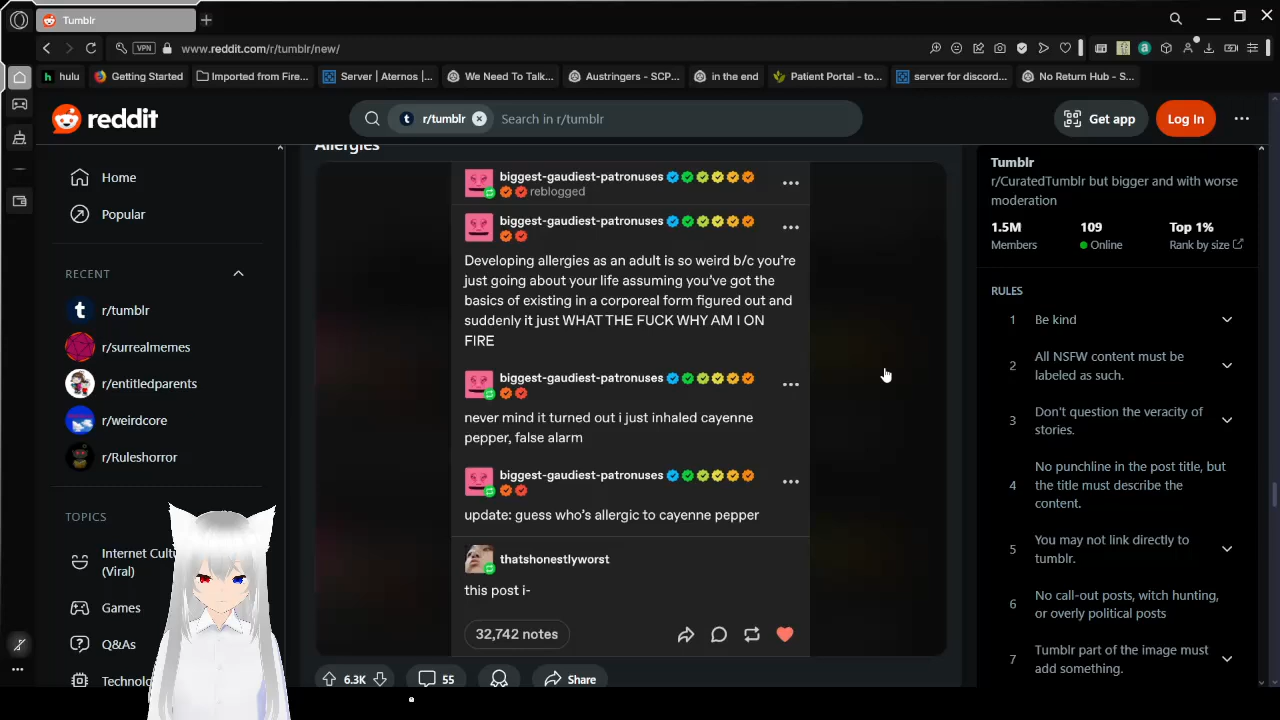 Tumblr
VPN
www.reddit.com/r/tumblr/new/
hulu
Getting Started
Imported from Fire...
Server | Aternos |...
We Need To Talk...
Austringers - SCP...
in the end
Patient Portal - to...
server for discord...
No Return Hub - S...
reddit
r/tumblr
Search in r/tumblr
Get app
Log In
Home
Popular
RECENT
r/tumblr
r/surrealmemes
r/entitledparents
r/weirdcore
r/Ruleshorror
TOPICS
Internet Cultu
(Viral)
Games
Q&As
Technolo
Allergies
biggest-gaudiest-patronuses
reblogged
biggest-gaudiest-patronuses
Developing allergies as an adult is so weird b/c you're
just going about your life assuming you've got the
basics of existing in a corporeal form figured out and
suddenly it just WHAT THE FUCK WHY AM I ON
FIRE
biggest-gaudiest-patronuses
never mind it turned out i just inhaled cayenne
pepper, false alarm
biggest-gaudiest-patronuses
update: guess who's allergic to cayenne pepper
thatshonestlyworst
this post i-
32,742 notes
6.3K
55
Share
Tumblr
r/CuratedTumblr but bigger and with worse
moderation
1.5M
109
Top 1%
Members
Online
Rank by size
RULES
1 Be kind
2 All NSFW content must be
labeled as such.
3 Don't question the veracity of
stories.
4 No punchline in the post title, but
the title must describe the
content.
5 You may not link directly to
tumblr.
6 No call-out posts, witch hunting,
or overly political posts
7 Tumblr part of the image must
add something.